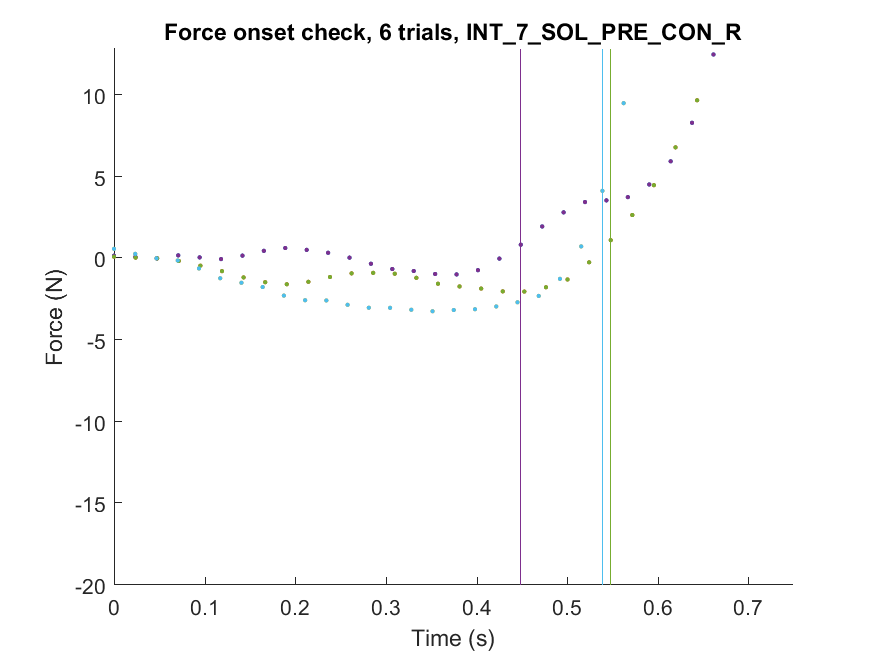 Force onset check, 6 trials, INT_7_SOL_PRE_CON_R
10
5
0
-5
-10
-15
-20
Force (N)
0 0.1 0.2 0.3 0.4 0.5 0.6 0.7
Time (s)